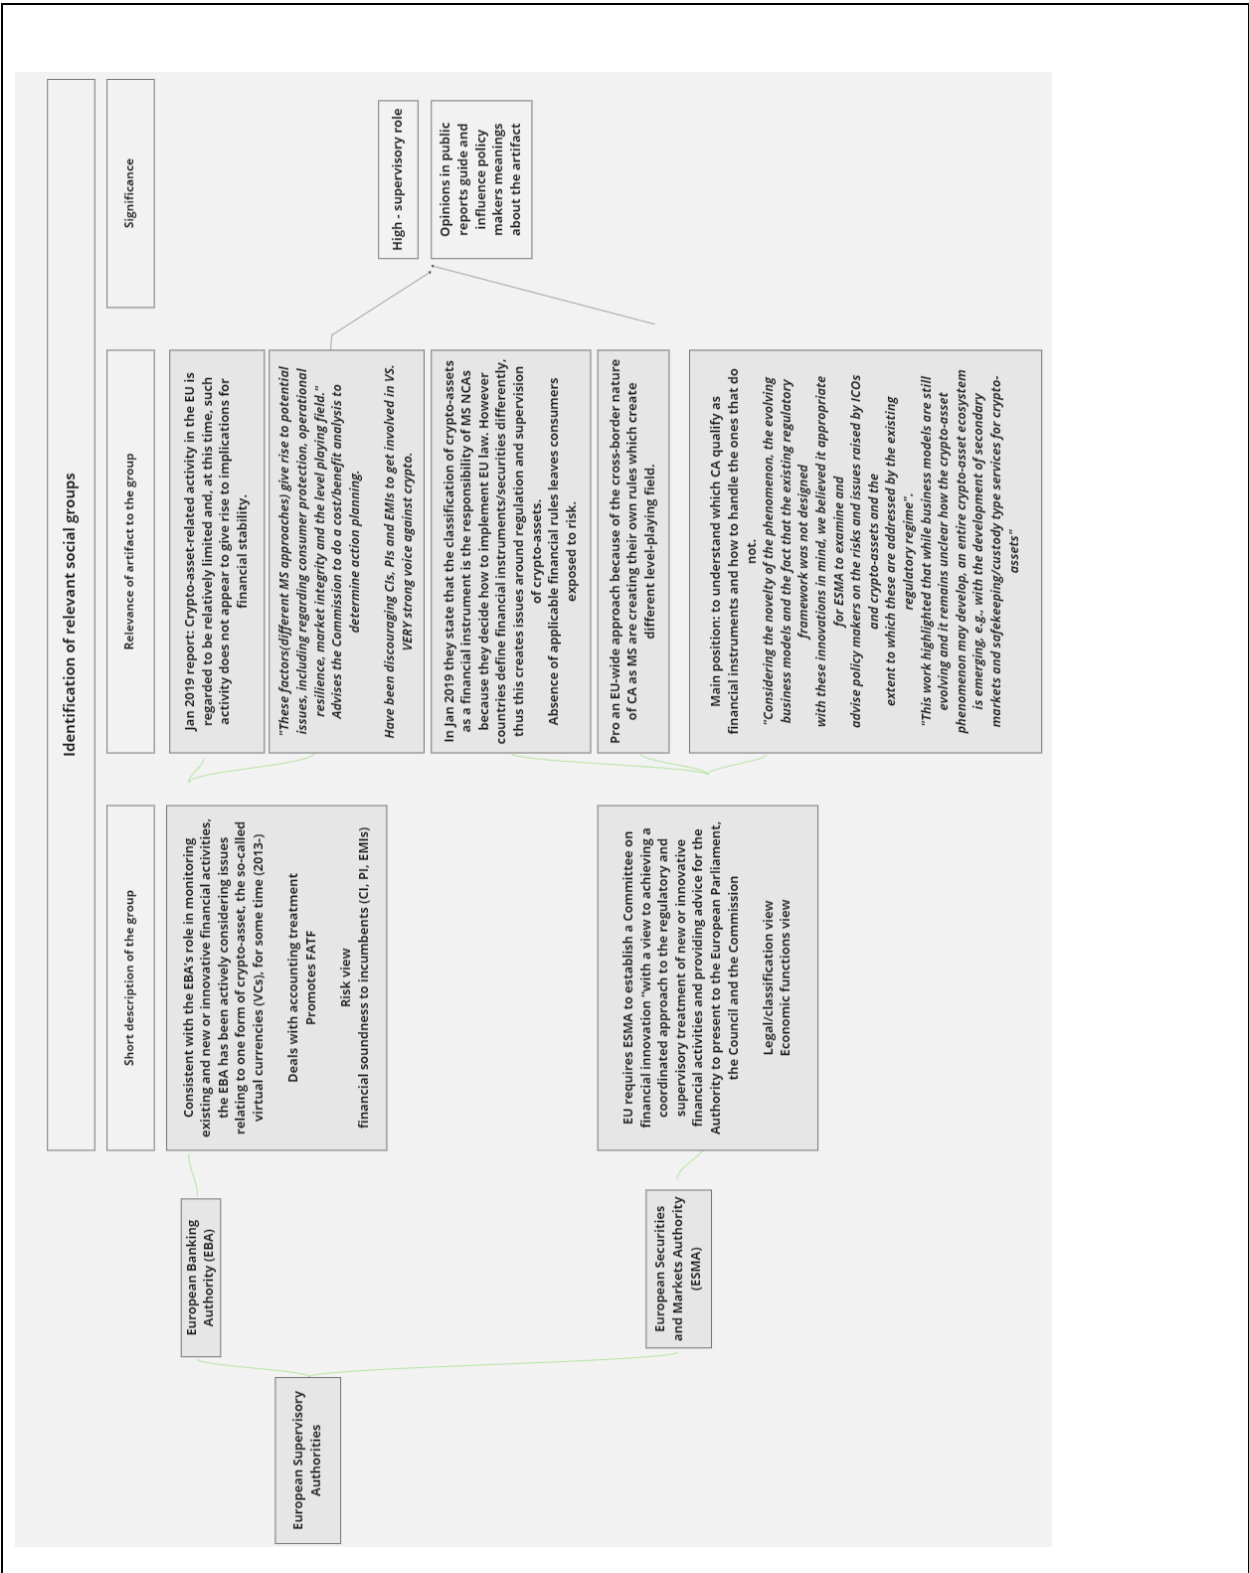 Identification of relevant social groups
Short description of the group
Relevance of artifact to the group
Significance
European Supervisory
Authorities
European Banking
Authority (EBA)
Consistent with the EBA's role in monitoring
existing and new or innovative financial activities,
the EBA has been actively considering issues
relating to one form of crypto-asset, the so-called
virtual currencies (VCs), for some time (2013-)
Deals with accounting treatment
Promotes FATF
Risk view
financial soundness to incumbents (CI, PI, EMIs)
Jan 2019 report: Crypto-asset-related activity in the EU is
regarded to be relatively limited and, at this time, such
activity does not appear to give rise to implications for
financial stability.
"These factors(different MS approaches) give rise to potential
issues, including regarding consumer protection, operational
resilience, market integrity and the level playing field."
Advises the Commission to do a cost/benefit analysis to
determine action planning.
Have been discouraging CIs, PIs and EMIs to get involved in VS.
VERY strong voice against crypto.
High - supervisory role
Opinions in public
reports guide and
influence policy
makers meanings
about the artifact
European Securities
and Markets Authority
(ESMA)
EU requires ESMA to establish a Committee on
financial innovation "with a view to achieving a
coordinated approach to the regulatory and
supervisory treatment of new or innovative
financial activities and providing advice for the
Authority to present to the European Parliament,
the Council and the Commission
Legal/classification view
Economic functions view
In Jan 2019 they state that the classification of crypto-assets
as a financial instrument is the responsibility of MS NCAs
because they decide how to implement EU law. However
countries define financial instruments/securities differently,
thus this creates issues around regulation and supervision
of crypto-assets.
Absence of applicable financial rules leaves consumers
exposed to risk.
Pro an EU-wide approach because of the cross-border nature
of CA as MS are creating their own rules which create
different level-playing field.
Main position: to understand which CA qualify as
financial instruments and how to handle the ones that do
not.
"Considering the novelty of the phenomenon, the evolving
business models and the fact that the existing regulatory
framework was not designed
with these innovations in mind, we believed it appropriate
for ESMA to examine and
advise policy makers on the risks and issues raised by ICOs
and crypto-assets and the
extent to which these are addressed by the existing
regulatory regime".
"This work highlighted that while business models are still
evolving and it remains unclear how the crypto-asset
phenomenon may develop, an entire crypto-asset ecosystem
is emerging, e.g., with the development of secondary
markets and safekeeping/custody type services for crypto-
assets"